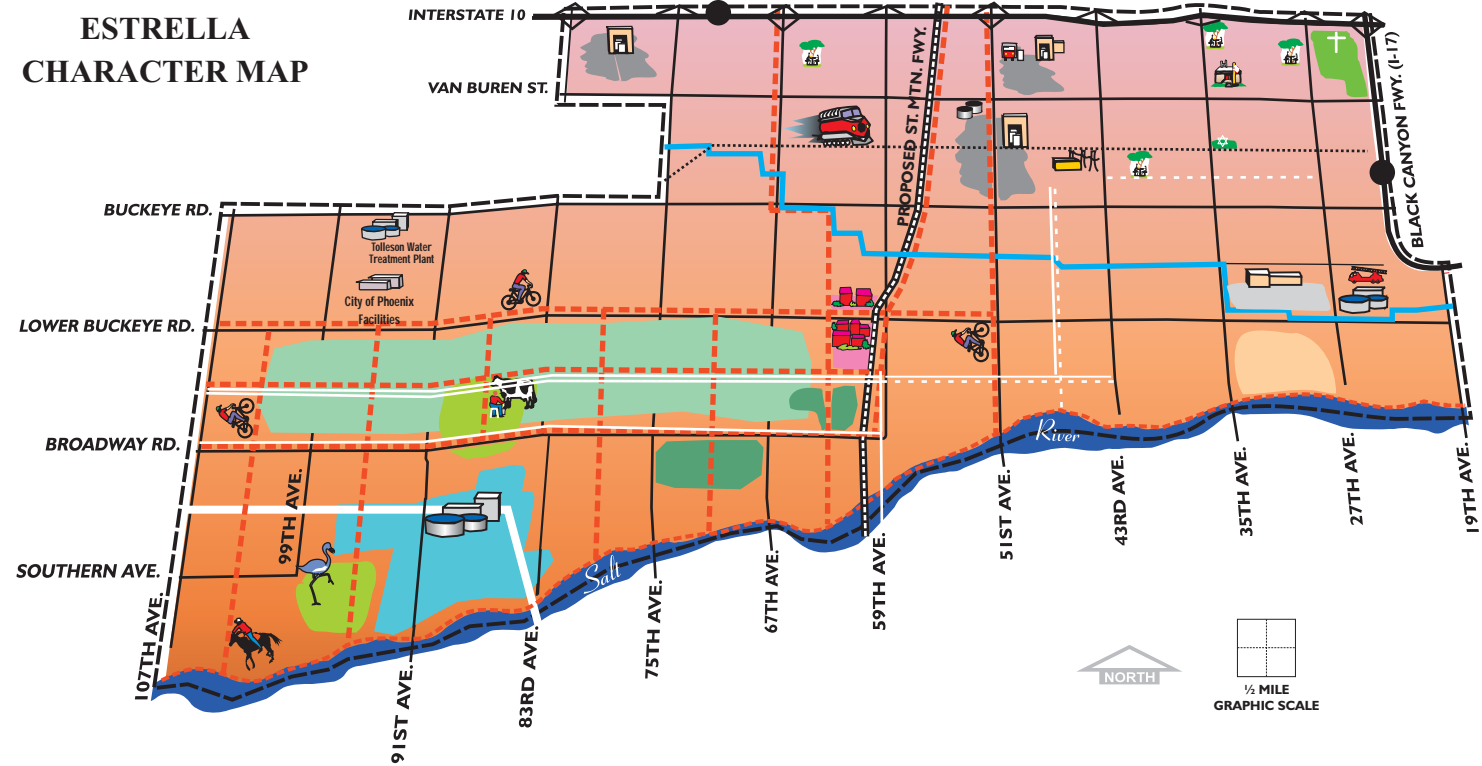 ESTRELLA
CHARACTER MAP
INTERSTATE 10
VAN BUREN ST.
PROPOSED ST. MTN. FWY.
BLACK CANYON FWY. (I-17)
BUCKEYE RD.
Tolleson Water
Treatment Plant
City of Phoenix
Facilities
LOWER BUCKEYE RD.
BROADWAY RD.
River
Salt
SOUTHERN AVE.
107TH AVE.
99TH AVE.
91ST AVE.
83RD AVE.
75TH AVE.
67TH AVE.
59TH AVE.
51ST AVE.
43RD AVE.
35TH AVE.
27TH AVE.
19TH AVE.
NORTH
½ MILE
GRAPHIC SCALE